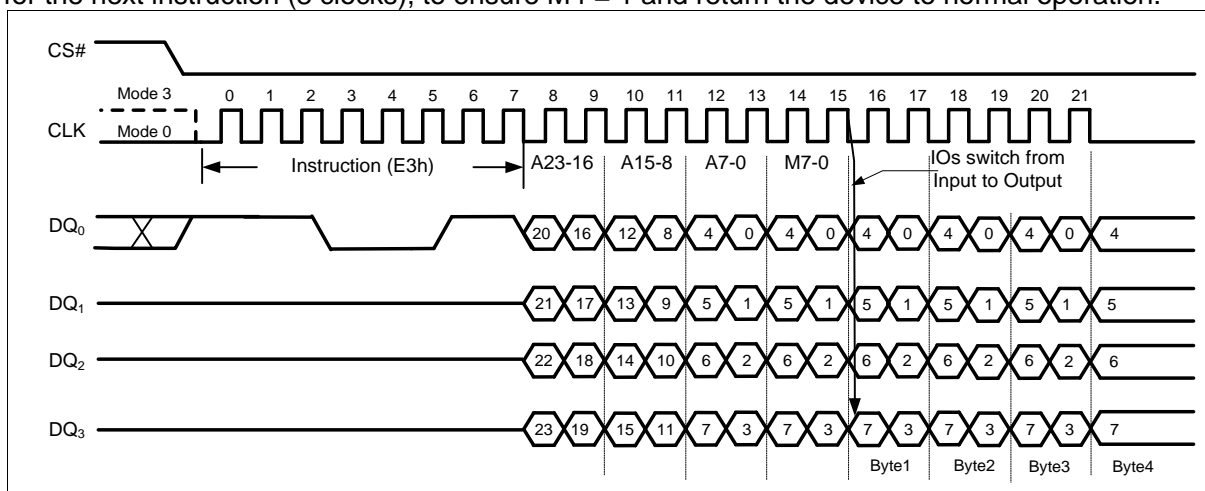 for the next instruction (8 clocks), to ensure M4 = 1 and return the device to normal operation.
CS#
Mode 3 0 1 2 3 4 5 6 7 8 9 10 11 12 13 14 15 16 17 18 19 20 21
CLK Mode 0
Instruction (E3h) A23-16 A15-8 A7-0 M7-0 IOs switch from
Input to Output
DQ0 20 16 12 8 4 0 4 0 4 0 4 0 4 0 4
DQ1 21 17 13 9 5 1 5 1 5 1 5 1 5 1 5
DQ2 22 18 14 10 6 2 6 2 6 2 6 2 6 2 6
DQ3 23 19 15 11 7 3 7 3 7 3 7 3 7 3 7
Byte1 Byte2 Byte3 Byte4